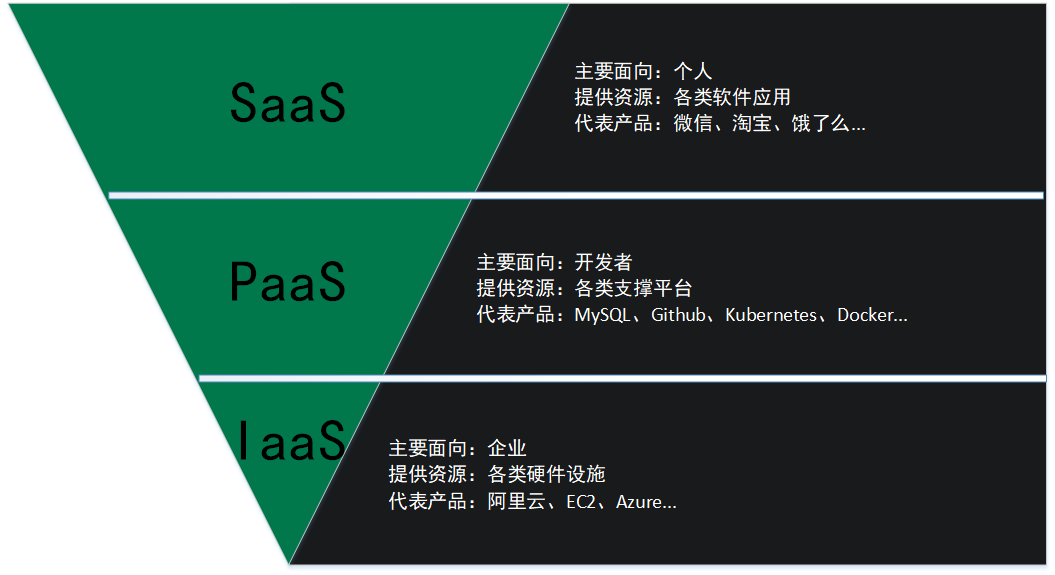 SaaS
主要面向：个人
提供资源：各类软件应用
代表产品：微信、淘宝、饿了么...
PaaS
主要面向：开发者
提供资源：各类支撑平台
代表产品：MySQL、Github、Kubernetes、Docker...
IaaS
主要面向：企业
提供资源：各类硬件设施
代表产品：阿里云、EC2、Azure...